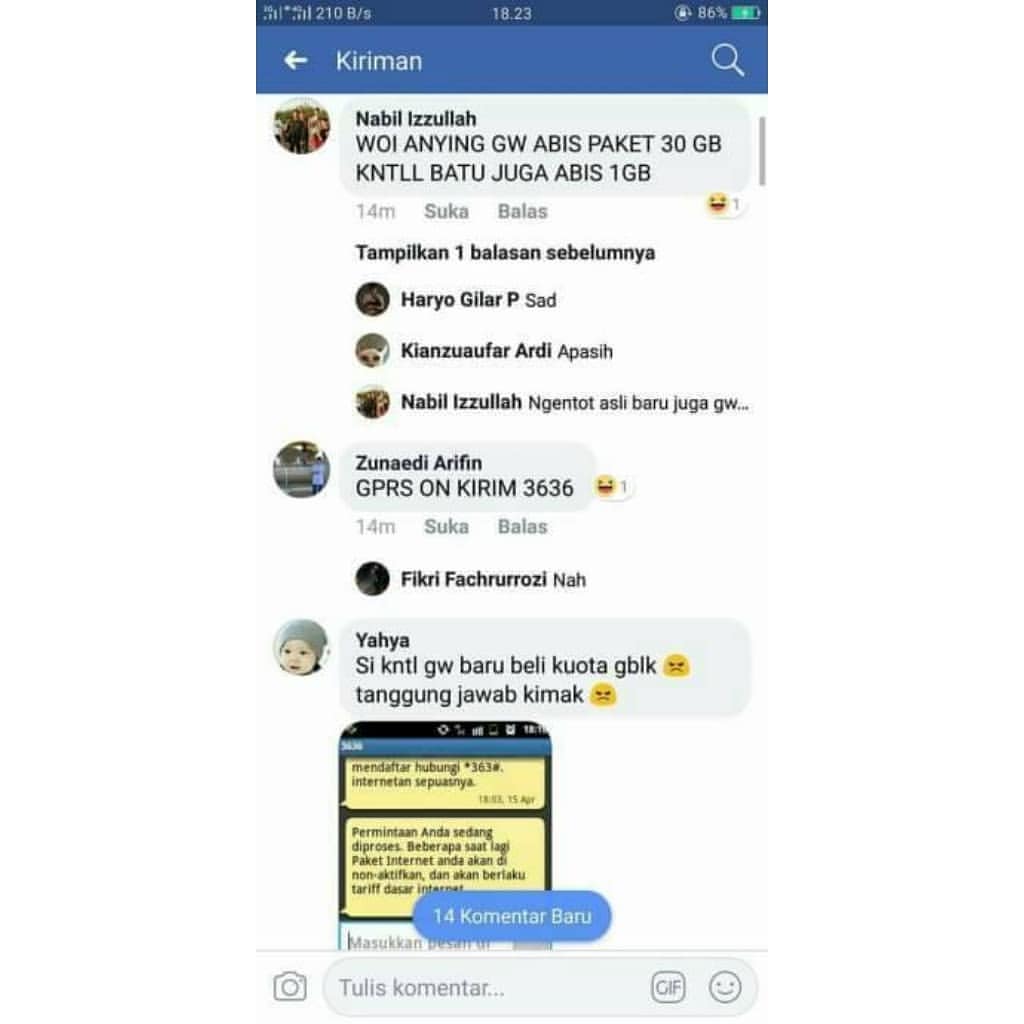 210 B/s 18.23 86%
Kiriman
Nabil Izzullah
WOI ANYING GW ABIS PAKET 30 GB
KNTLL BATU JUGA ABIS 1GB
1
14m Suka Balas
Tampilkan 1 balasan sebelumnya
Haryo Gilar P Sad
Kianzuaufar Ardi Apasih
Nabil Izzullah Ngentot asli baru juga gw...
Zunaedi Arifin
GPRS ON KIRIM 3636
1
14m Suka Balas
Fikri Fachrurrozi Nah
Yahya
Si kntl gw baru beli kuota gblk 😠
tanggung jawab kimak 😠
3636
mendaftar hubungi *363#.
internetan sepuasnya.
18:03, 15 Apr
Permintaan Anda sedang
diproses. Beberapa saat lagi
Paket Internet anda akan di
non-aktifkan, dan akan berlaku
tariff dasar internet
14 Komentar Baru
Masukkan pesan di
Tulis komentar...
GIF